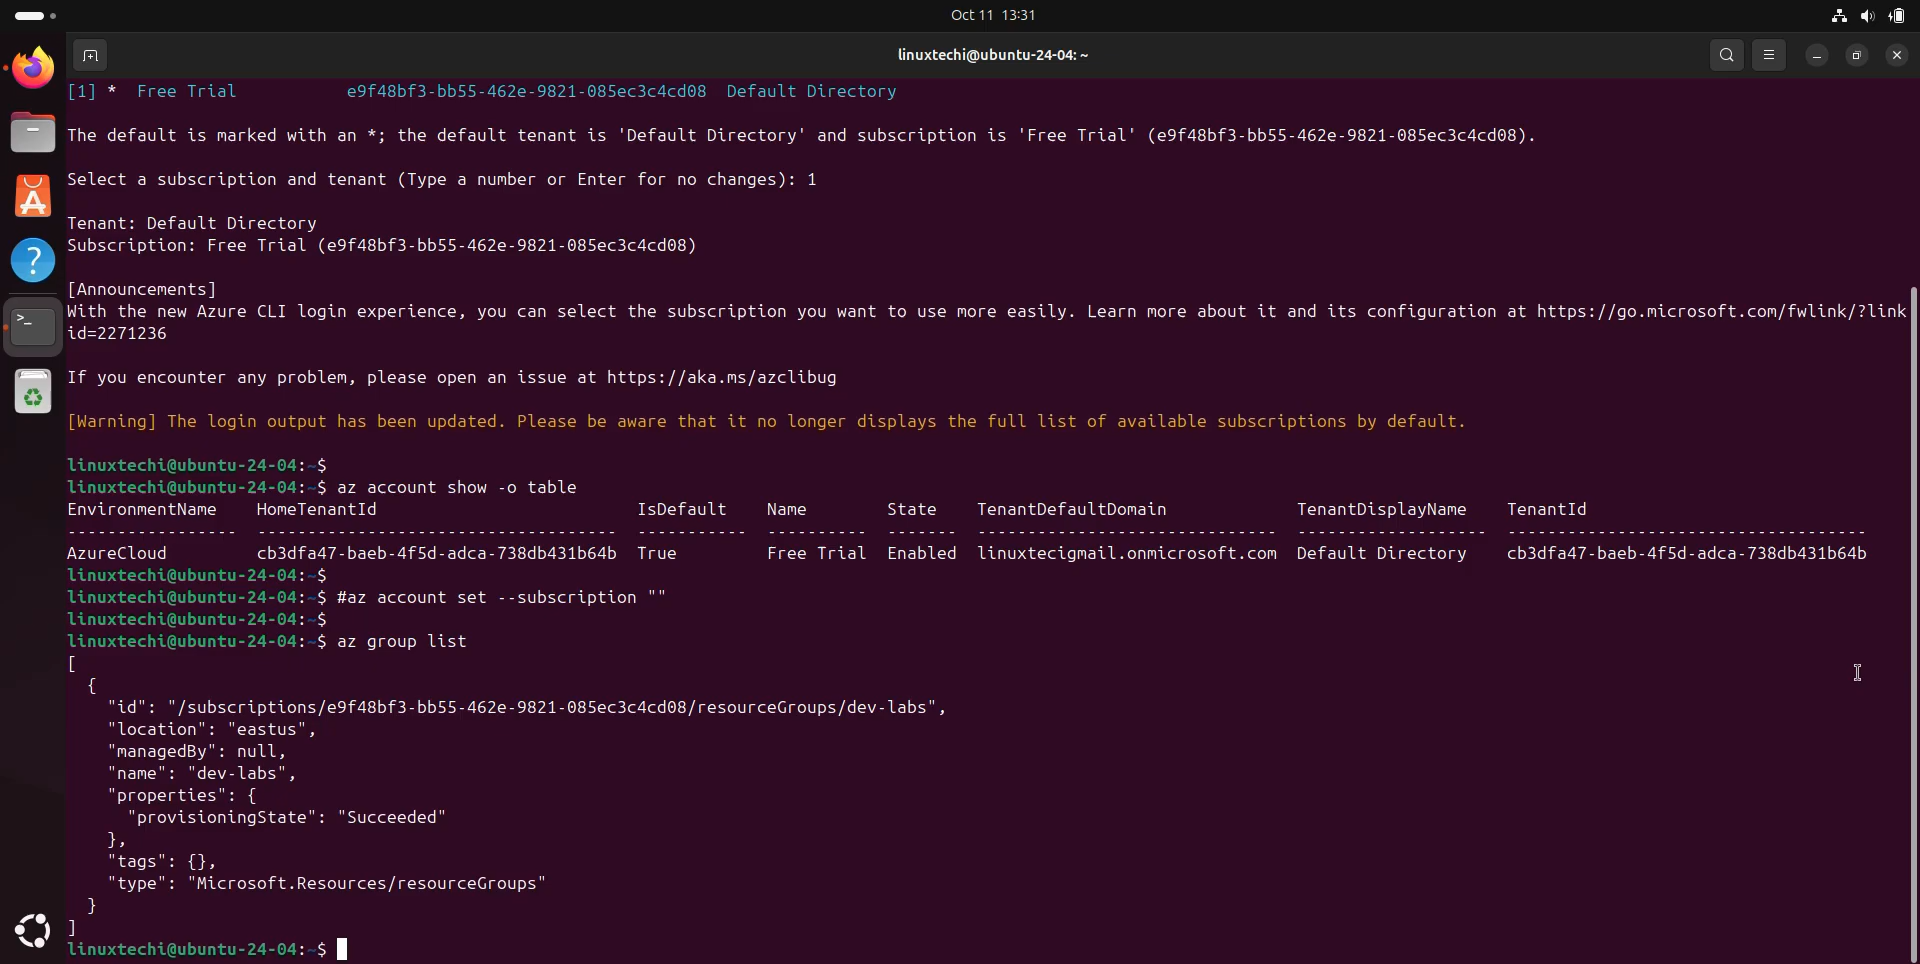 Oct 11 13:31
linuxtechi@ubuntu-24-04: ~
[1] *  Free Trial           e9f48bf3-bb55-462e-9821-085ec3c4cd08  Default Directory
The default is marked with an *; the default tenant is 'Default Directory' and subscription is 'Free Trial' (e9f48bf3-bb55-462e-9821-085ec3c4cd08).
Select a subscription and tenant (Type a number or Enter for no changes): 1
Tenant: Default Directory
Subscription: Free Trial (e9f48bf3-bb55-462e-9821-085ec3c4cd08)
[Announcements]
With the new Azure CLI login experience, you can select the subscription you want to use more easily. Learn more about it and its configuration at https://go.microsoft.com/fwlink/?link
id=2271236
If you encounter any problem, please open an issue at https://aka.ms/azclibug
[Warning] The login output has been updated. Please be aware that it no longer displays the full list of available subscriptions by default.
linuxtechi@ubuntu-24-04:~$
linuxtechi@ubuntu-24-04:~$ az account show -o table
EnvironmentName    HomeTenantId                          IsDefault    Name        State    TenantDefaultDomain             TenantDisplayName    TenantId
-----------------  ------------------------------------  -----------  ----------  -------  ------------------------------  -------------------  ------------------------------------
AzureCloud         cb3dfa47-baeb-4f5d-adca-738db431b64b  True         Free Trial  Enabled  linuxtecigmail.onmicrosoft.com  Default Directory    cb3dfa47-baeb-4f5d-adca-738db431b64b
linuxtechi@ubuntu-24-04:~$
linuxtechi@ubuntu-24-04:~$ #az account set --subscription ""
linuxtechi@ubuntu-24-04:~$
linuxtechi@ubuntu-24-04:~$ az group list
[
  {
    "id": "/subscriptions/e9f48bf3-bb55-462e-9821-085ec3c4cd08/resourceGroups/dev-labs",
    "location": "eastus",
    "managedBy": null,
    "name": "dev-labs",
    "properties": {
      "provisioningState": "Succeeded"
    },
    "tags": {},
    "type": "Microsoft.Resources/resourceGroups"
  }
]
linuxtechi@ubuntu-24-04:~$